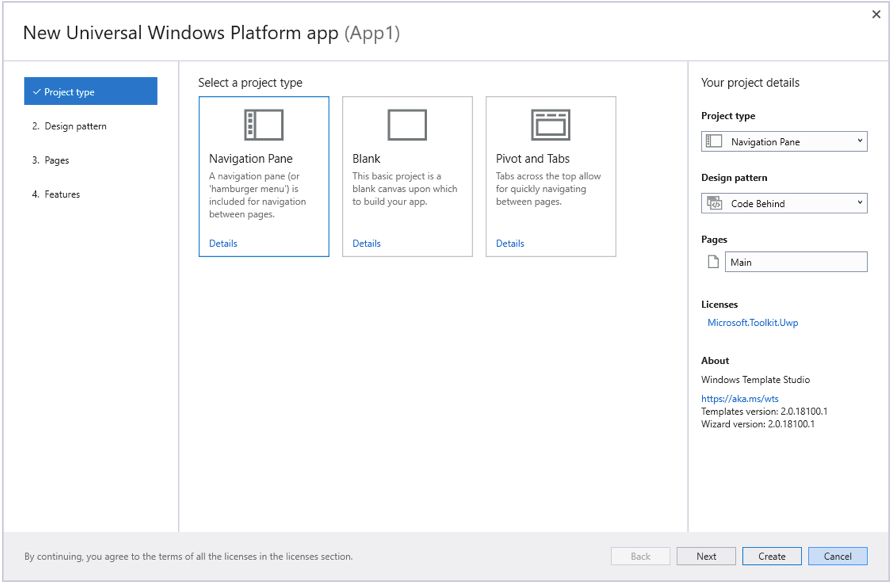 New Universal Windows Platform app (App1)
Project type
2. Design pattern
3. Pages
4. Features
Select a project type
Navigation Pane
A navigation pane (or
'hamburger menu') is
included for navigation
between pages.
Details
Blank
This basic project is a
blank canvas upon which
to build your app.
Details
Pivot and Tabs
Tabs across the top allow
for quickly navigating
between pages.
Details
Your project details
Project type
Navigation Pane
Design pattern
Code Behind
Pages
Main
Licenses
Microsoft.Toolkit.Uwp
About
Windows Template Studio
https://aka.ms/wts
Templates version: 2.0.18100.1
Wizard version: 2.0.18100.1
By continuing, you agree to the terms of all the licenses in the licenses section.
Back
Next
Create
Cancel